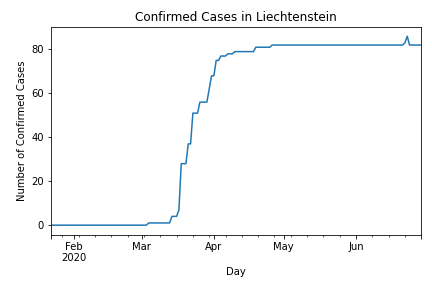 Confirmed Cases in Liechtenstein
Number of Confirmed Cases
80
60
40
20
0
Feb
2020
Mar
Apr
May
Jun
Day